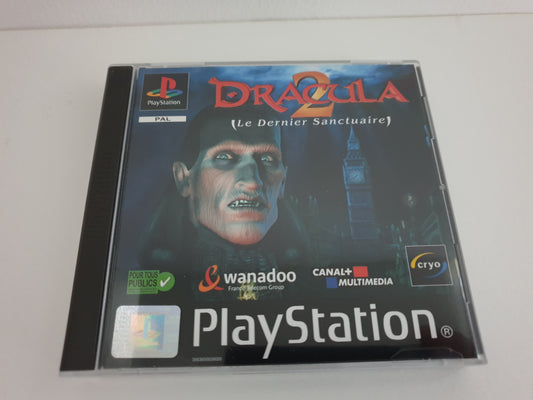 PlayStation
PAL
DRACULA 2
(Le Dernier Sanctuaire)
POUR TOUS
PUBLICS
wanadoo
France Telecom Group
CANAL+
MULTIMEDIA
cryo
PlayStation®